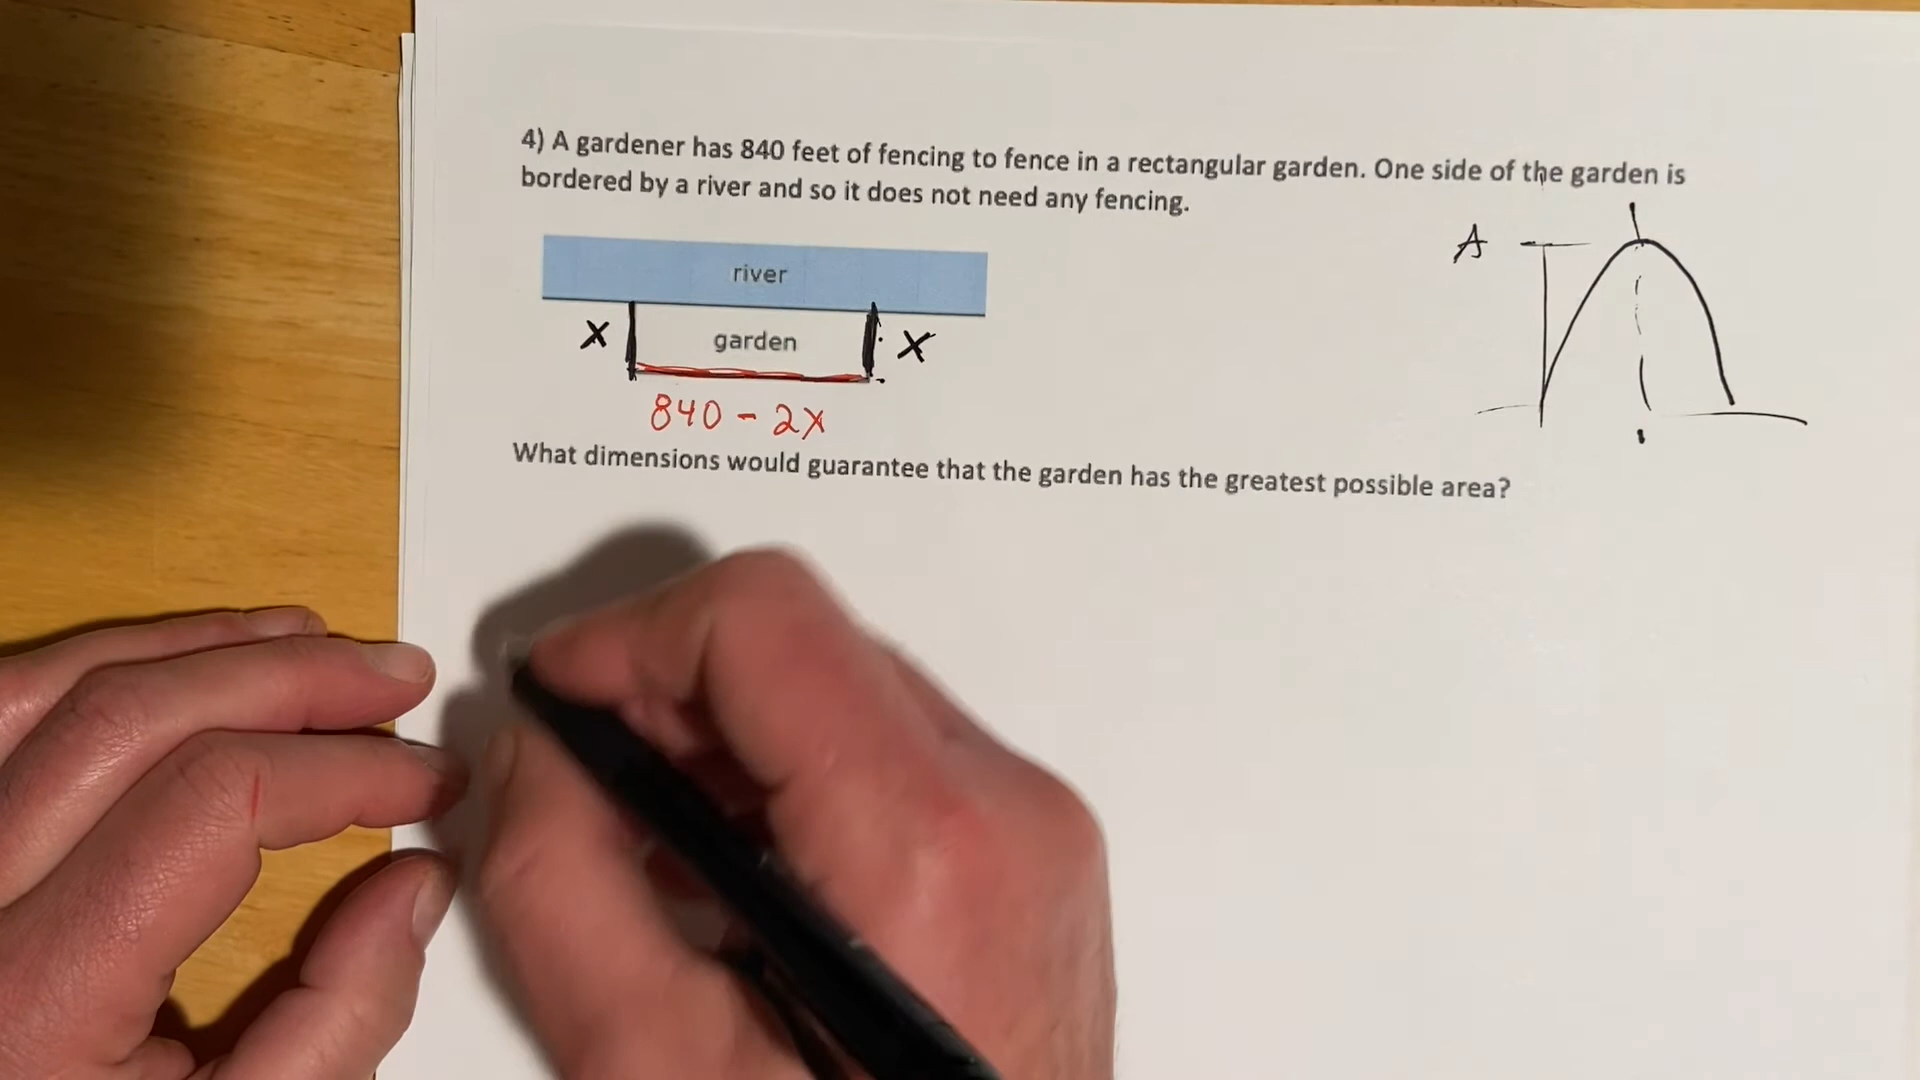 4) A gardener has 840 feet of fencing to fence in a rectangular garden. One side of the garden is
bordered by a river and so it does not need any fencing.
A
river
X garden X
840 - 2X
What dimensions would guarantee that the garden has the greatest possible area?